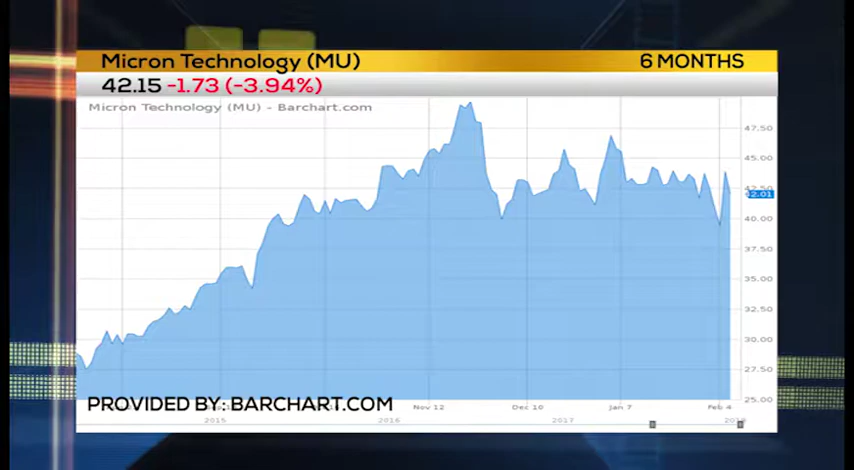 Micron Technology (MU) 6 MONTHS
42.15 -1.73 (-3.94%)
Micron Technology (MU) - Barchart.com
47.50
45.00
42.50
42.01
40.00
37.50
35.00
32.50
30.00
27.50
25.00
PROVIDED BY: BARCHART.COM
Nov 12 Dec 10 Jan 7 Feb 4
2015 2016 2017